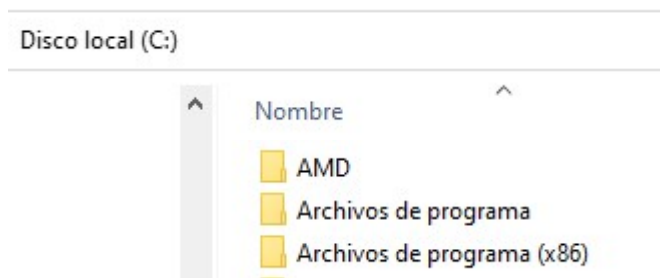 Disco local (C:)
Nombre
AMD
Archivos de programa
Archivos de programa (x86)